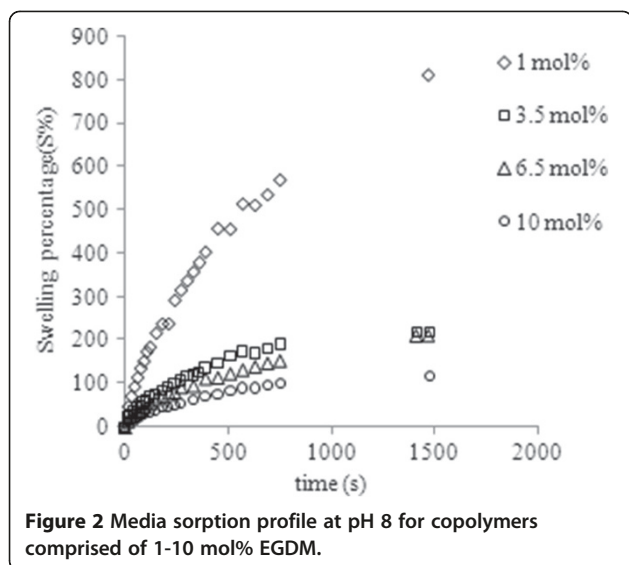 900
800
700
600
500
400
300
200
100
0
Swelling percentage(S%)
0 500 1000 1500 2000
time (s)
1 mol%
3.5 mol%
6.5 mol%
10 mol%
Figure 2 Media sorption profile at pH 8 for copolymers
comprised of 1-10 mol% EGDM.